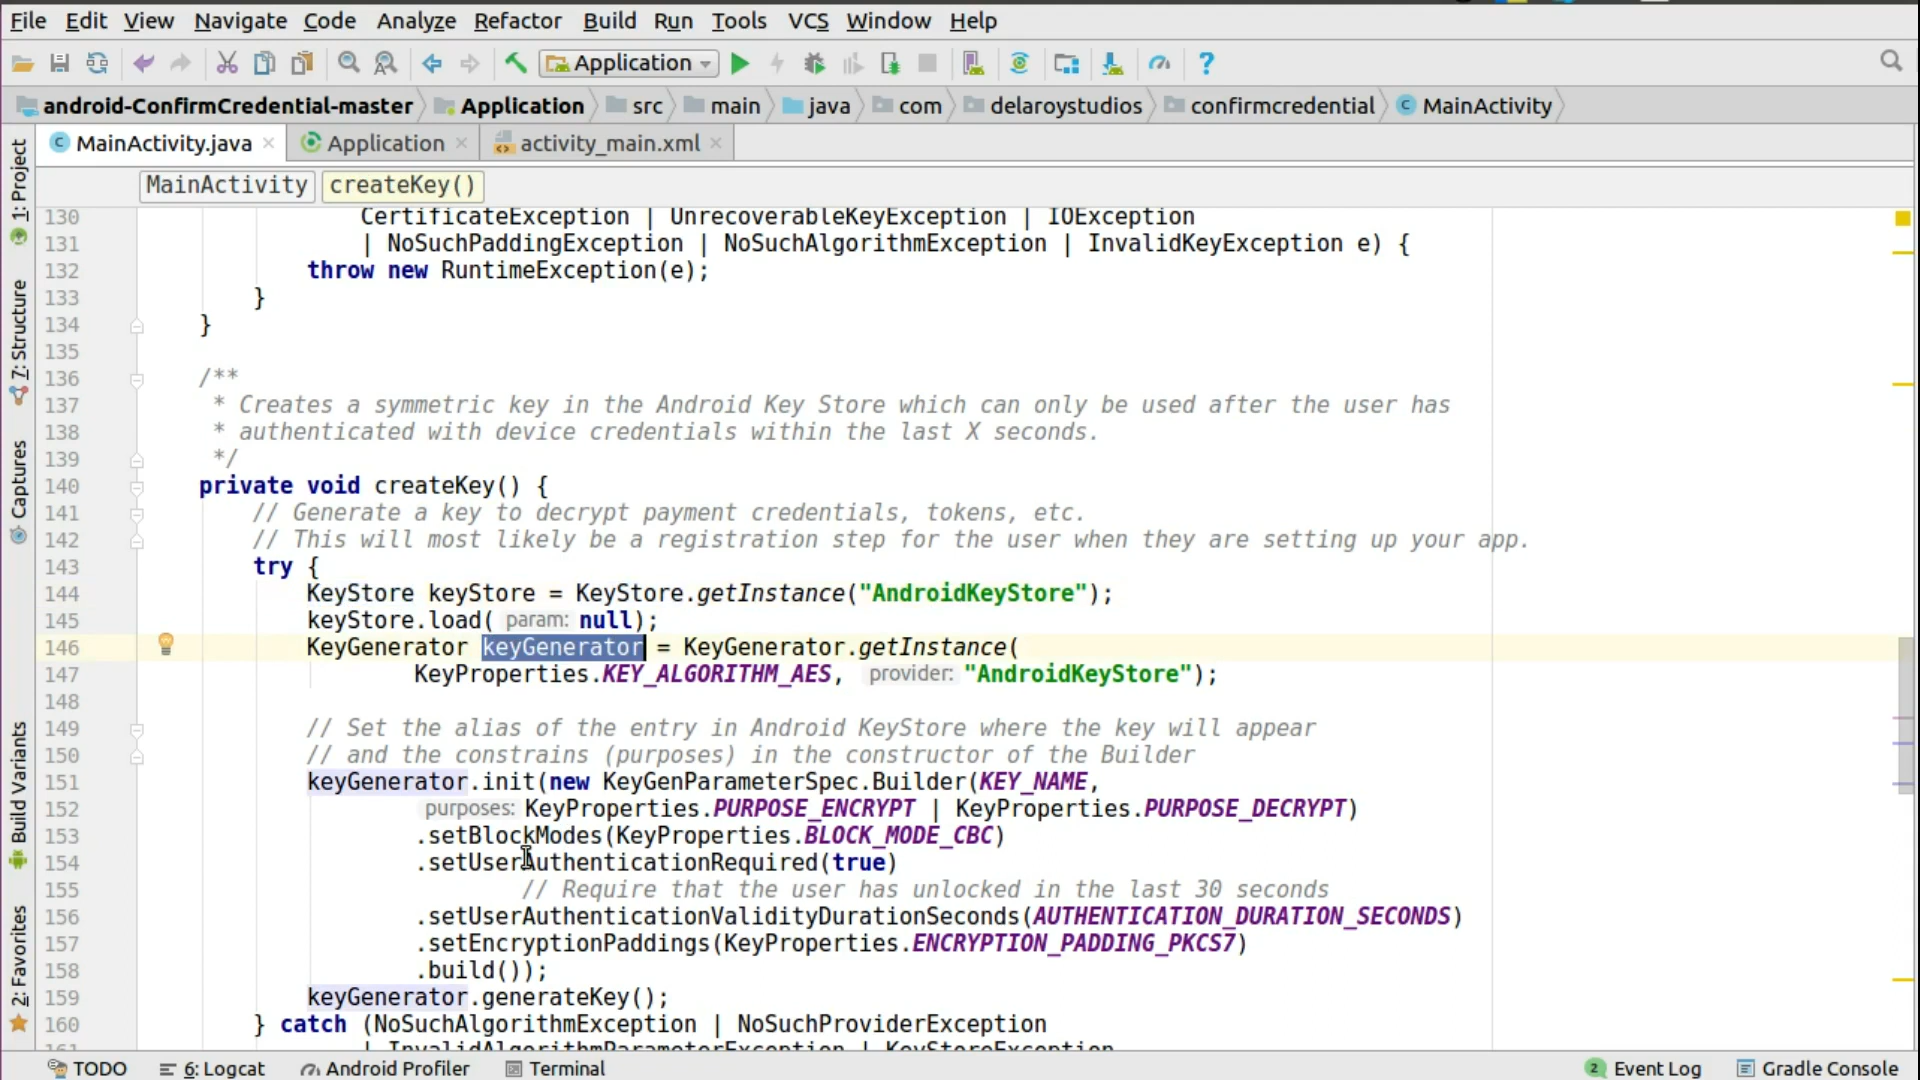 File Edit View Navigate Code Analyze Refactor Build Run Tools VCS Window Help
Application
android-ConfirmCredential-master Application src main java com delaroystudios confirmcredential MainActivity
MainActivity.java Application activity_main.xml
MainActivity createKey()
1: Project
7: Structure
Captures
Build Variants
2: Favorites
130 CertificateException | UnrecoverableKeyException | IOException
131 | NoSuchPaddingException | NoSuchAlgorithmException | InvalidKeyException e) {
132 throw new RuntimeException(e);
133 }
134 }
135
136 /**
137 * Creates a symmetric key in the Android Key Store which can only be used after the user has
138 * authenticated with device credentials within the last X seconds.
139 */
140 private void createKey() {
141 // Generate a key to decrypt payment credentials, tokens, etc.
142 // This will most likely be a registration step for the user when they are setting up your app.
143 try {
144 KeyStore keyStore = KeyStore.getInstance("AndroidKeyStore");
145 keyStore.load( param: null);
146 KeyGenerator keyGenerator = KeyGenerator.getInstance(
147 KeyProperties.KEY_ALGORITHM_AES, provider: "AndroidKeyStore");
148
149 // Set the alias of the entry in Android KeyStore where the key will appear
150 // and the constrains (purposes) in the constructor of the Builder
151 keyGenerator.init(new KeyGenParameterSpec.Builder(KEY_NAME,
152 purposes: KeyProperties.PURPOSE_ENCRYPT | KeyProperties.PURPOSE_DECRYPT)
153 .setBlockModes(KeyProperties.BLOCK_MODE_CBC)
154 .setUserAuthenticationRequired(true)
155 // Require that the user has unlocked in the last 30 seconds
156 .setUserAuthenticationValidityDurationSeconds(AUTHENTICATION_DURATION_SECONDS)
157 .setEncryptionPaddings(KeyProperties.ENCRYPTION_PADDING_PKCS7)
158 .build());
159 keyGenerator.generateKey();
160 } catch (NoSuchAlgorithmException | NoSuchProviderException
161 | InvalidAlgorithmParameterException | KeyStoreException
TODO 6: Logcat Android Profiler Terminal 2 Event Log Gradle Console